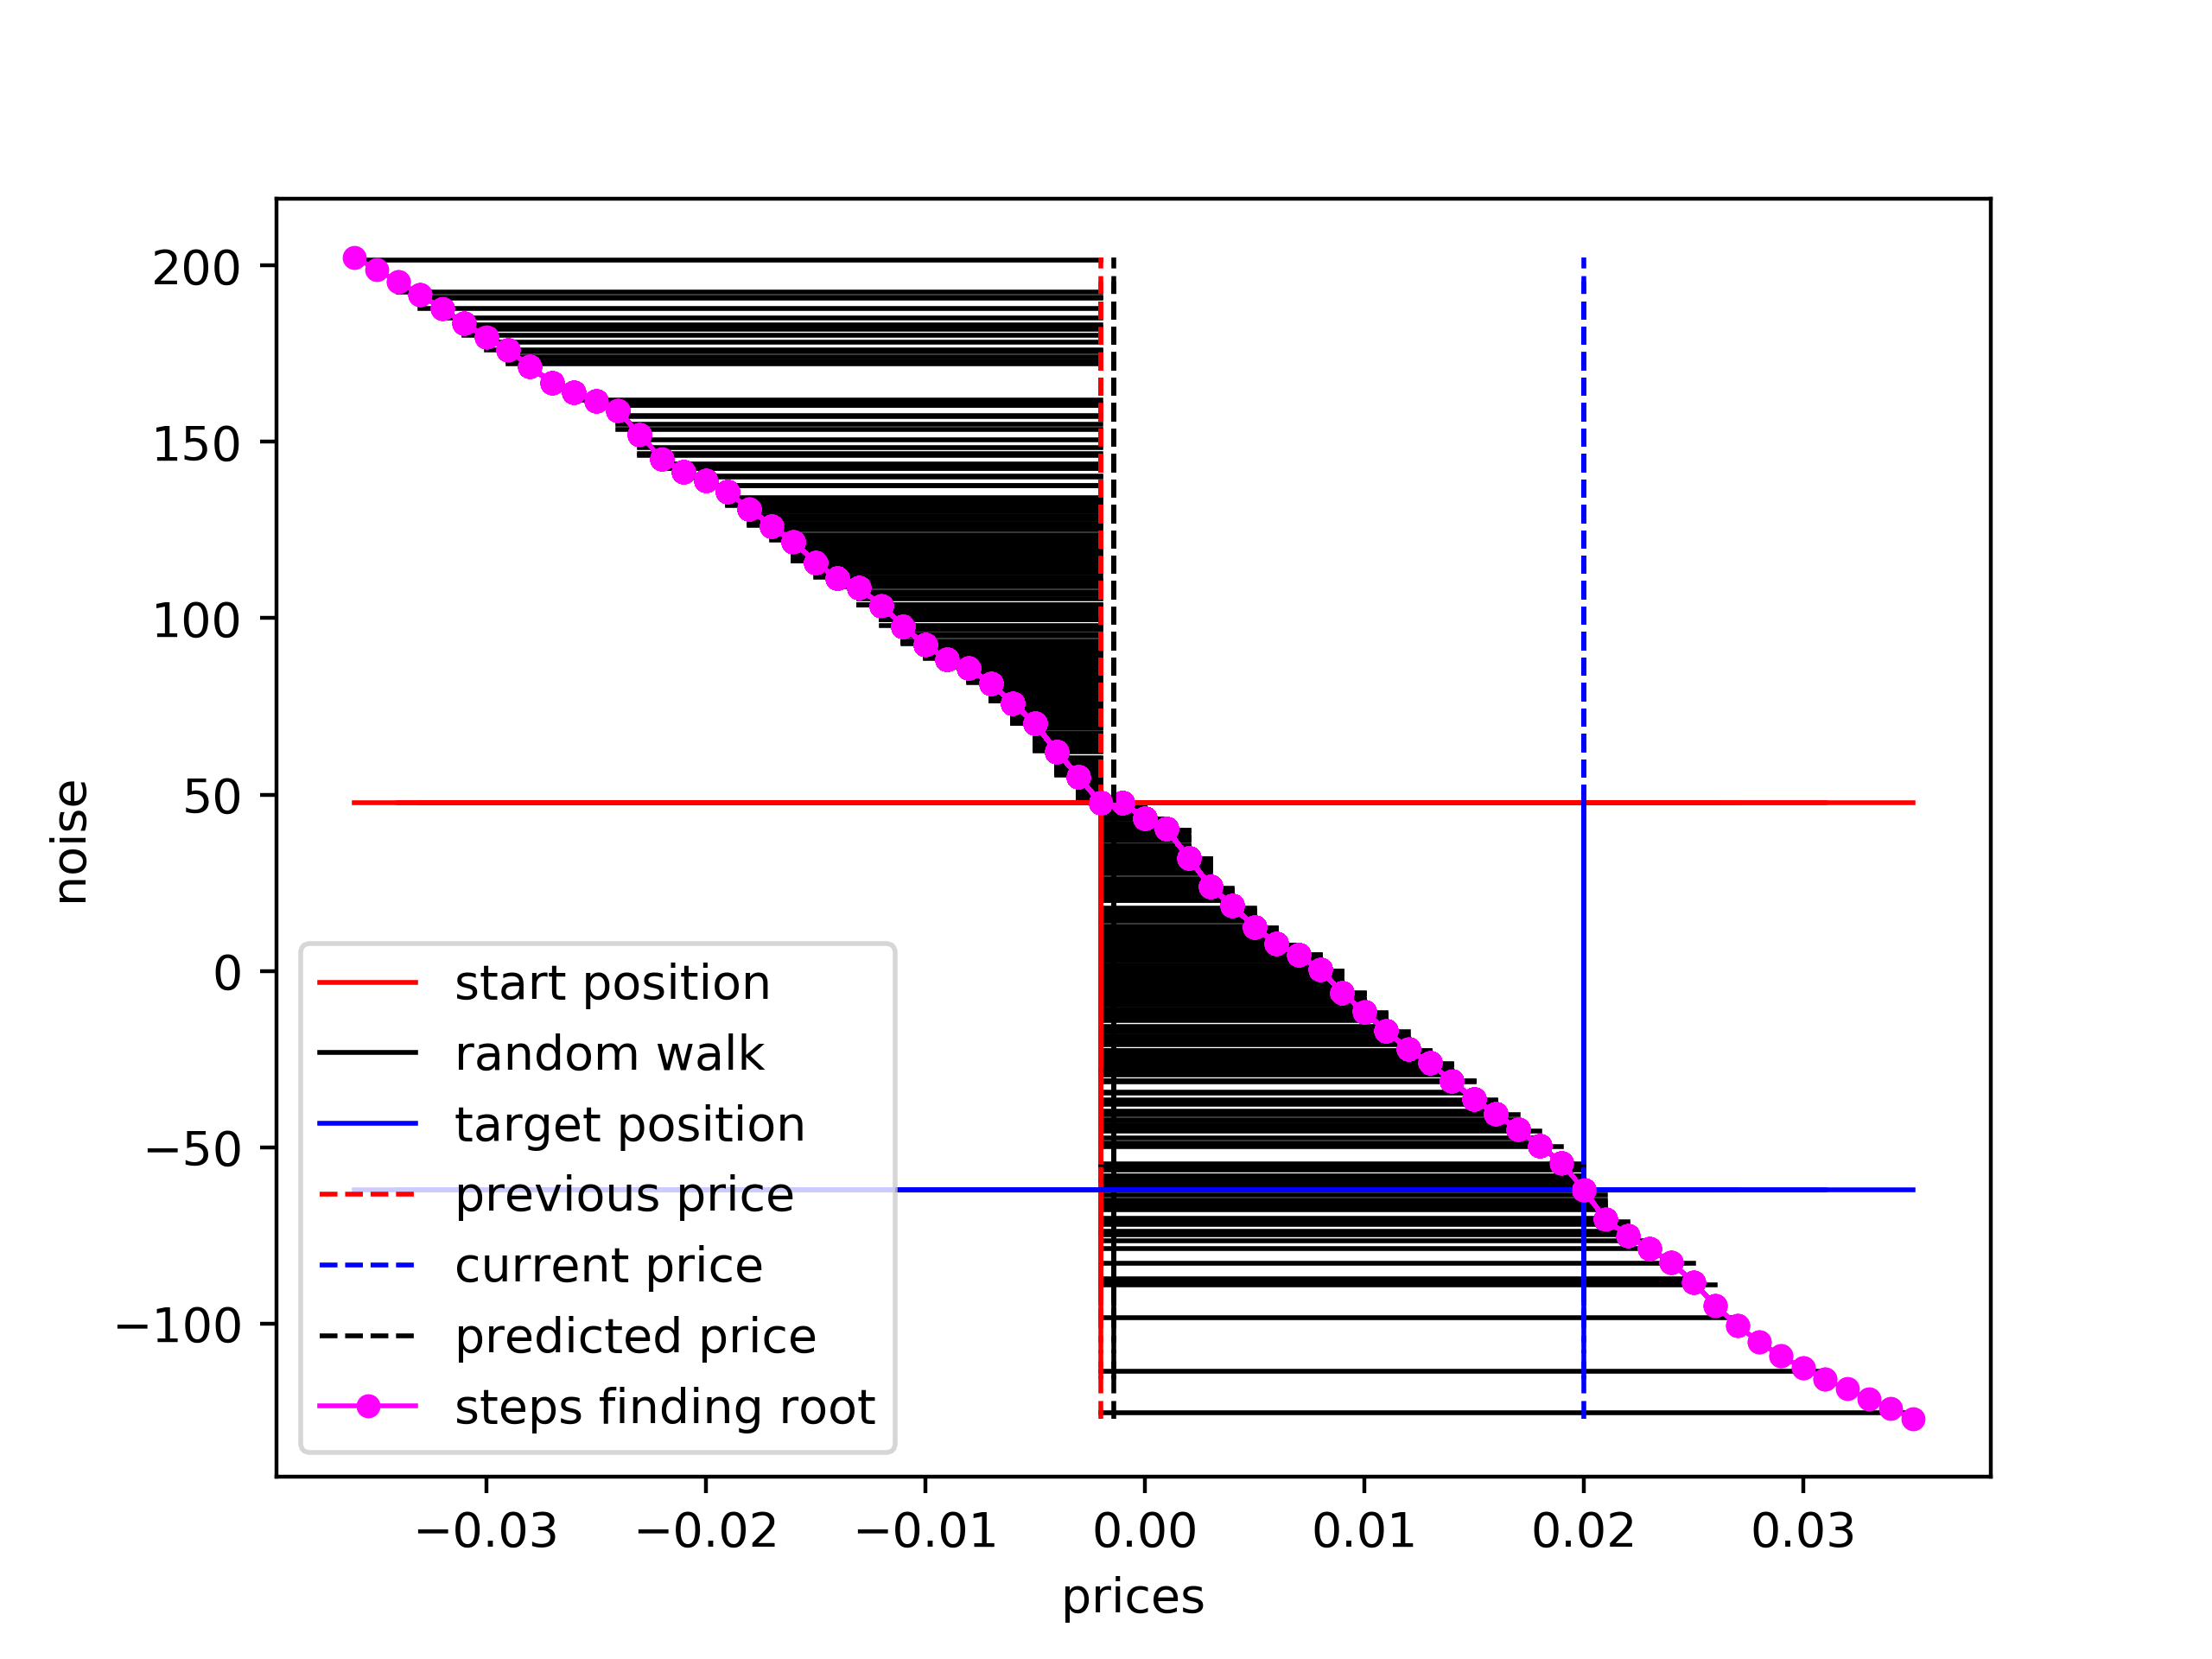 200
150
100
50
0
−50
−100
noise
start position
random walk
target position
previous price
current price
predicted price
steps finding root
−0.03 −0.02 −0.01 0.00 0.01 0.02 0.03
prices